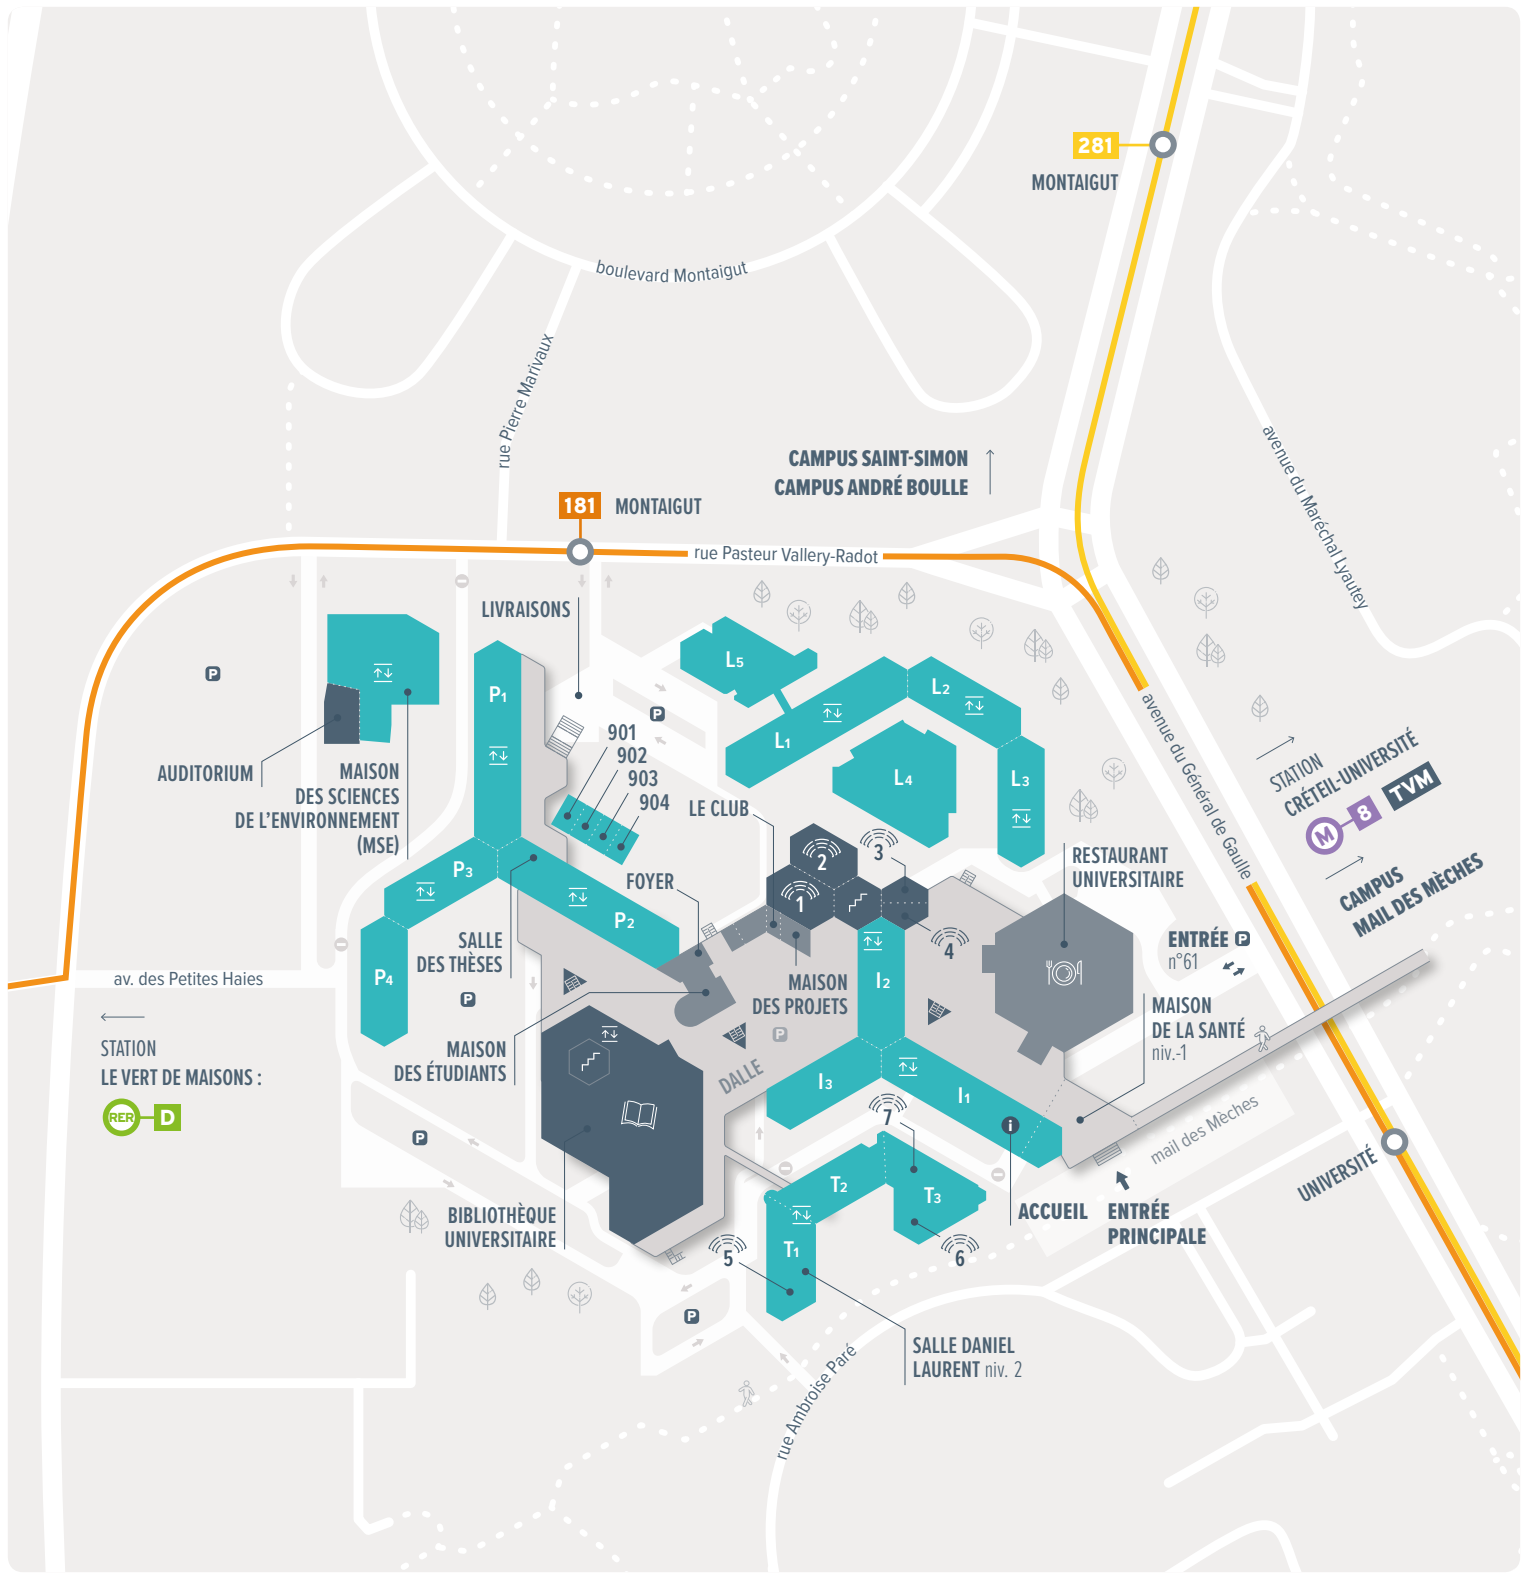 281
MONTAIGUT
boulevard Montaigut
rue Pierre Marivaux
avenue du Maréchal Lyautey
CAMPUS SAINT-SIMON
CAMPUS ANDRÉ BOULLE
181 MONTAIGUT
rue Pasteur Vallery-Radot
LIVRAISONS
P
L5
L2
P1
L1
P
901
902
903
904
AUDITORIUM
MAISON
DES SCIENCES
DE L'ENVIRONNEMENT
(MSE)
avenue du Général de Gaulle
STATION
CRÉTEIL-UNIVERSITÉ
M 8 TVM
L4
L3
LE CLUB
2
3
1
4
RESTAURANT
UNIVERSITAIRE
CAMPUS
MAIL DES MÈCHES
P3
FOYER
P2
SALLE
DES THÈSES
ENTRÉE P
n°61
P4
av. des Petites Haies
MAISON
DES PROJETS
I2
P
STATION
LE VERT DE MAISONS :
RER D
MAISON
DES ÉTUDIANTS
P
DALLE
MAISON
DE LA SANTÉ
niv.-1
I3
I1
7
i
mail des Mèches
UNIVERSITÉ
P
T2
T3
BIBLIOTHÈQUE
UNIVERSITAIRE
ACCUEIL
ENTRÉE
PRINCIPALE
5
T1
6
P
SALLE DANIEL
LAURENT niv. 2
rue Ambroise Paré